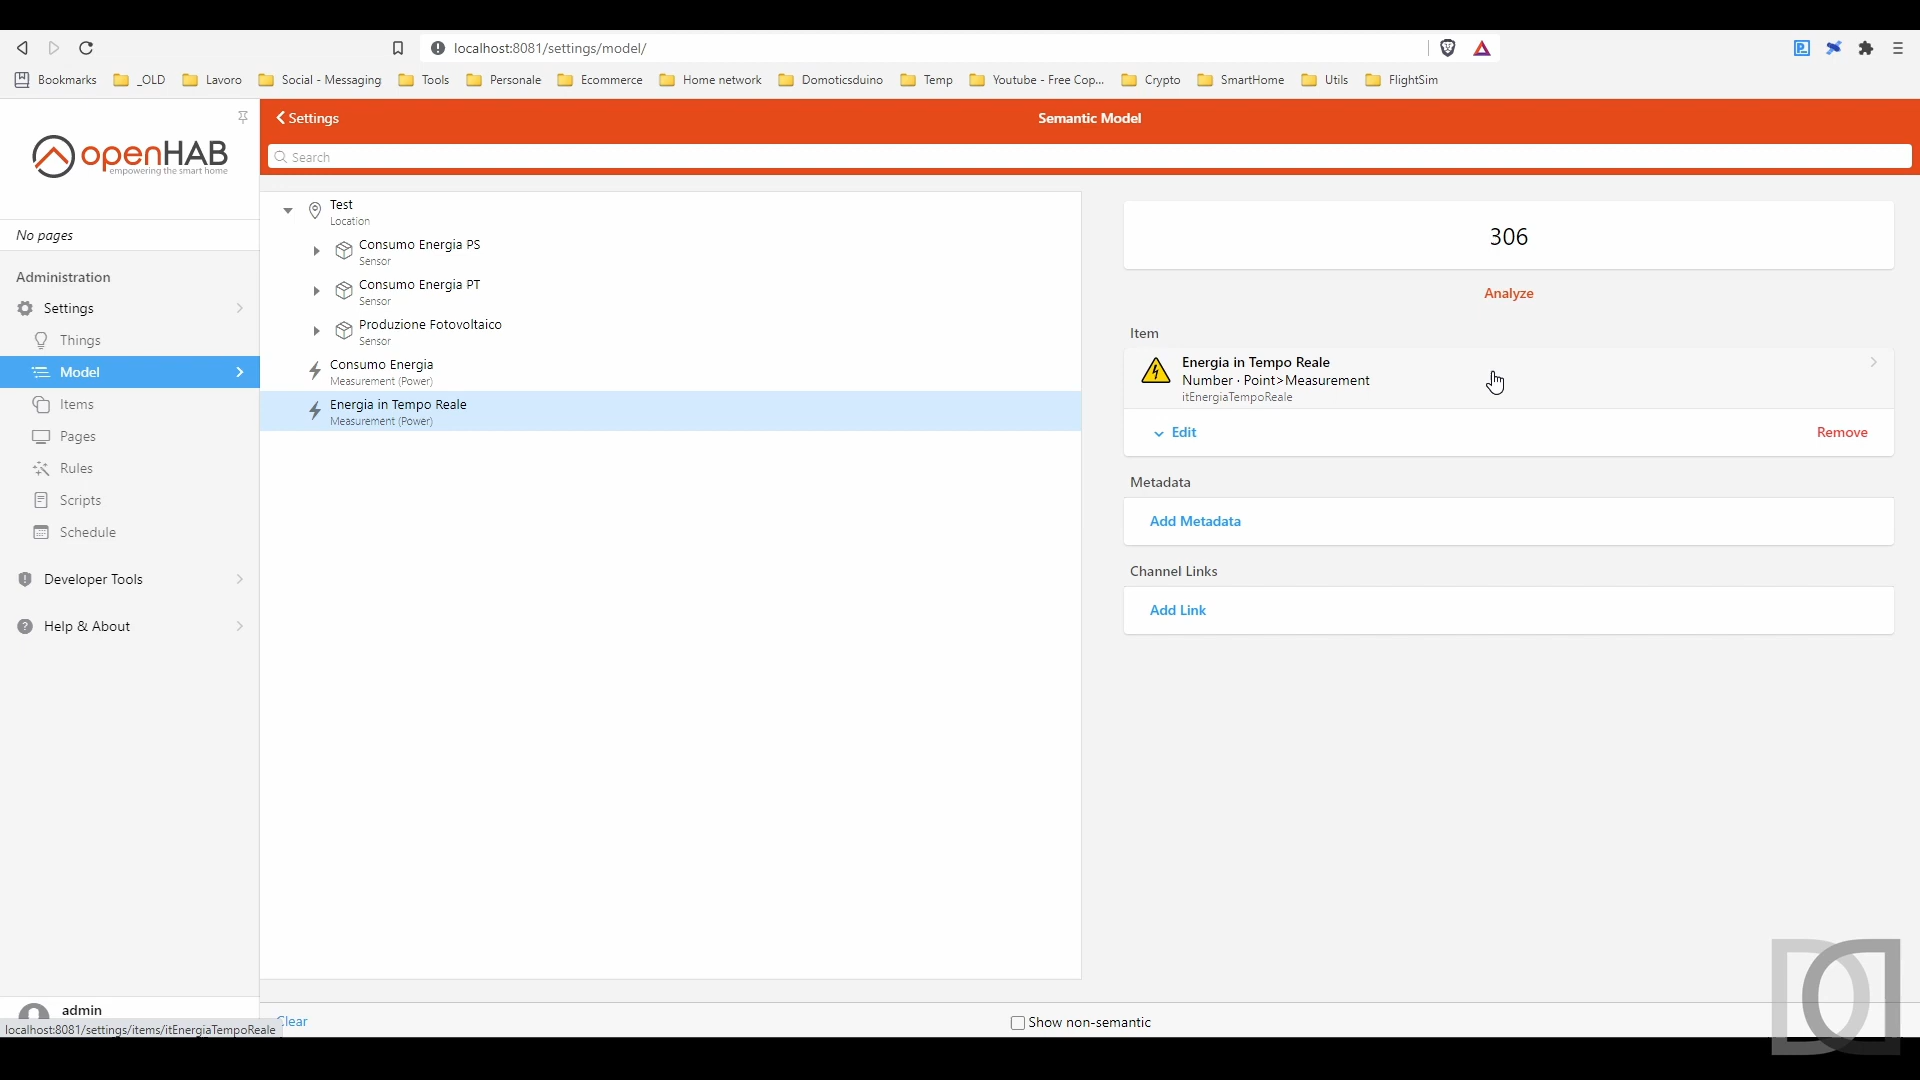 localhost:8081/settings/model/
Bookmarks
_OLD
Lavoro
Social - Messaging
Tools
Personale
Ecommerce
Home network
Domoticsduino
Temp
Youtube - Free Cop...
Crypto
SmartHome
Utils
FlightSim
openHAB
empowering the smart home
No pages
Administration
Settings
Things
Model
Items
Pages
Rules
Scripts
Schedule
Developer Tools
Help & About
admin
localhost:8081/settings/items/itEnergiaTempoReale
Settings
Semantic Model
Search
Test
Location
Consumo Energia PS
Sensor
Consumo Energia PT
Sensor
Produzione Fotovoltaico
Sensor
Consumo Energia
Measurement (Power)
Energia in Tempo Reale
Measurement (Power)
Clear
Show non-semantic
306
Analyze
Item
Energia in Tempo Reale
Number · Point>Measurement
itEnergiaTempoReale
Edit
Remove
Metadata
Add Metadata
Channel Links
Add Link